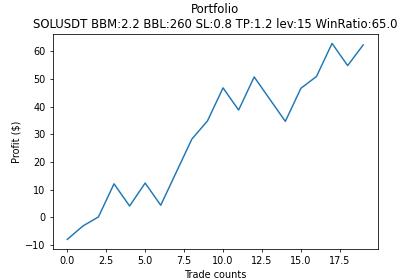 Portfolio
SOLUSDT BBM:2.2 BBL:260 SL:0.8 TP:1.2 lev:15 WinRatio:65.0
60
50
40
30
20
10
0
−10
Profit ($)
0.0 2.5 5.0 7.5 10.0 12.5 15.0 17.5
Trade counts